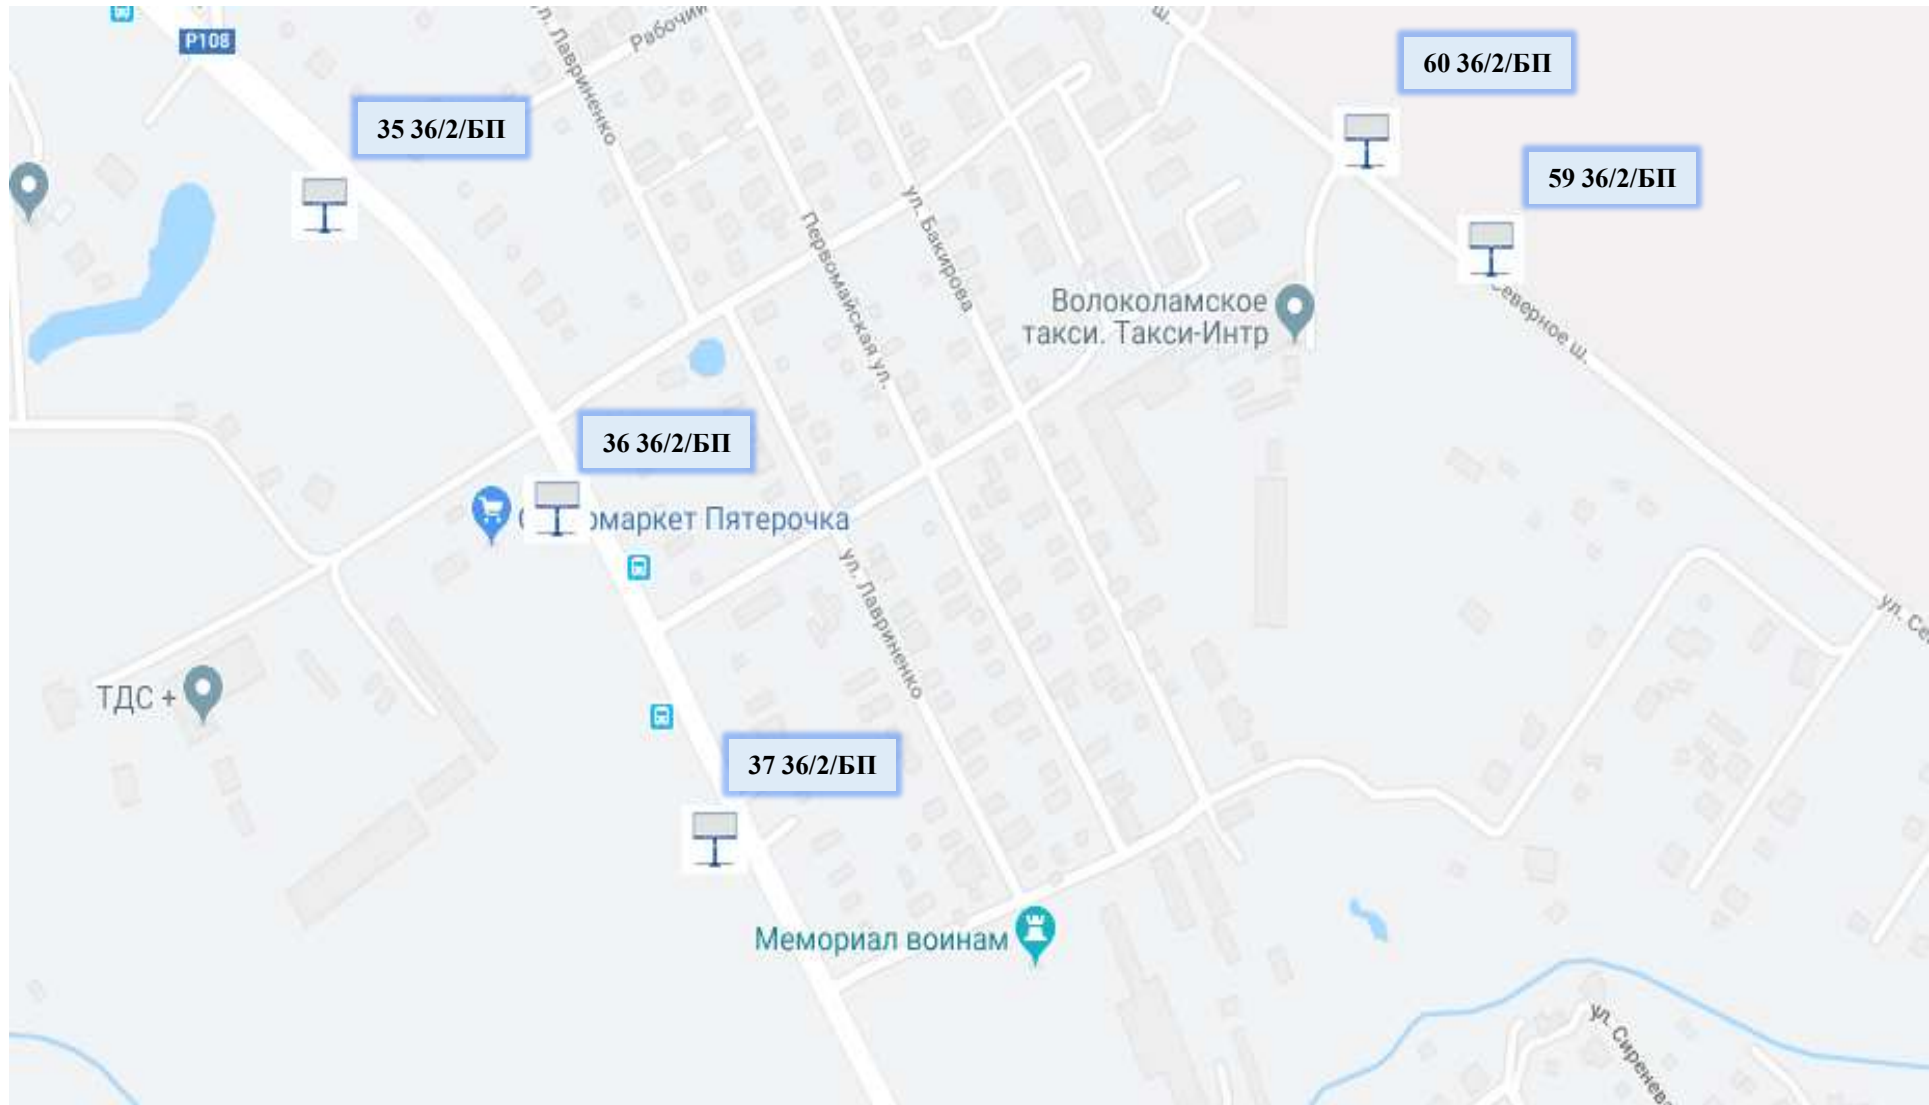 Р108
ул. Лавриненко
Рабочий
ш.
60 36/2/БП
35 36/2/БП
59 36/2/БП
Первомайская ул.
ул. Бакирова
Волоколамское
такси. Такси-Интр
Северное ш.
36 36/2/БП
омаркет Пятерочка
ул. Лавриненко
ул. Се
ТДС +
37 36/2/БП
Мемориал воинам
ул. Сиренева